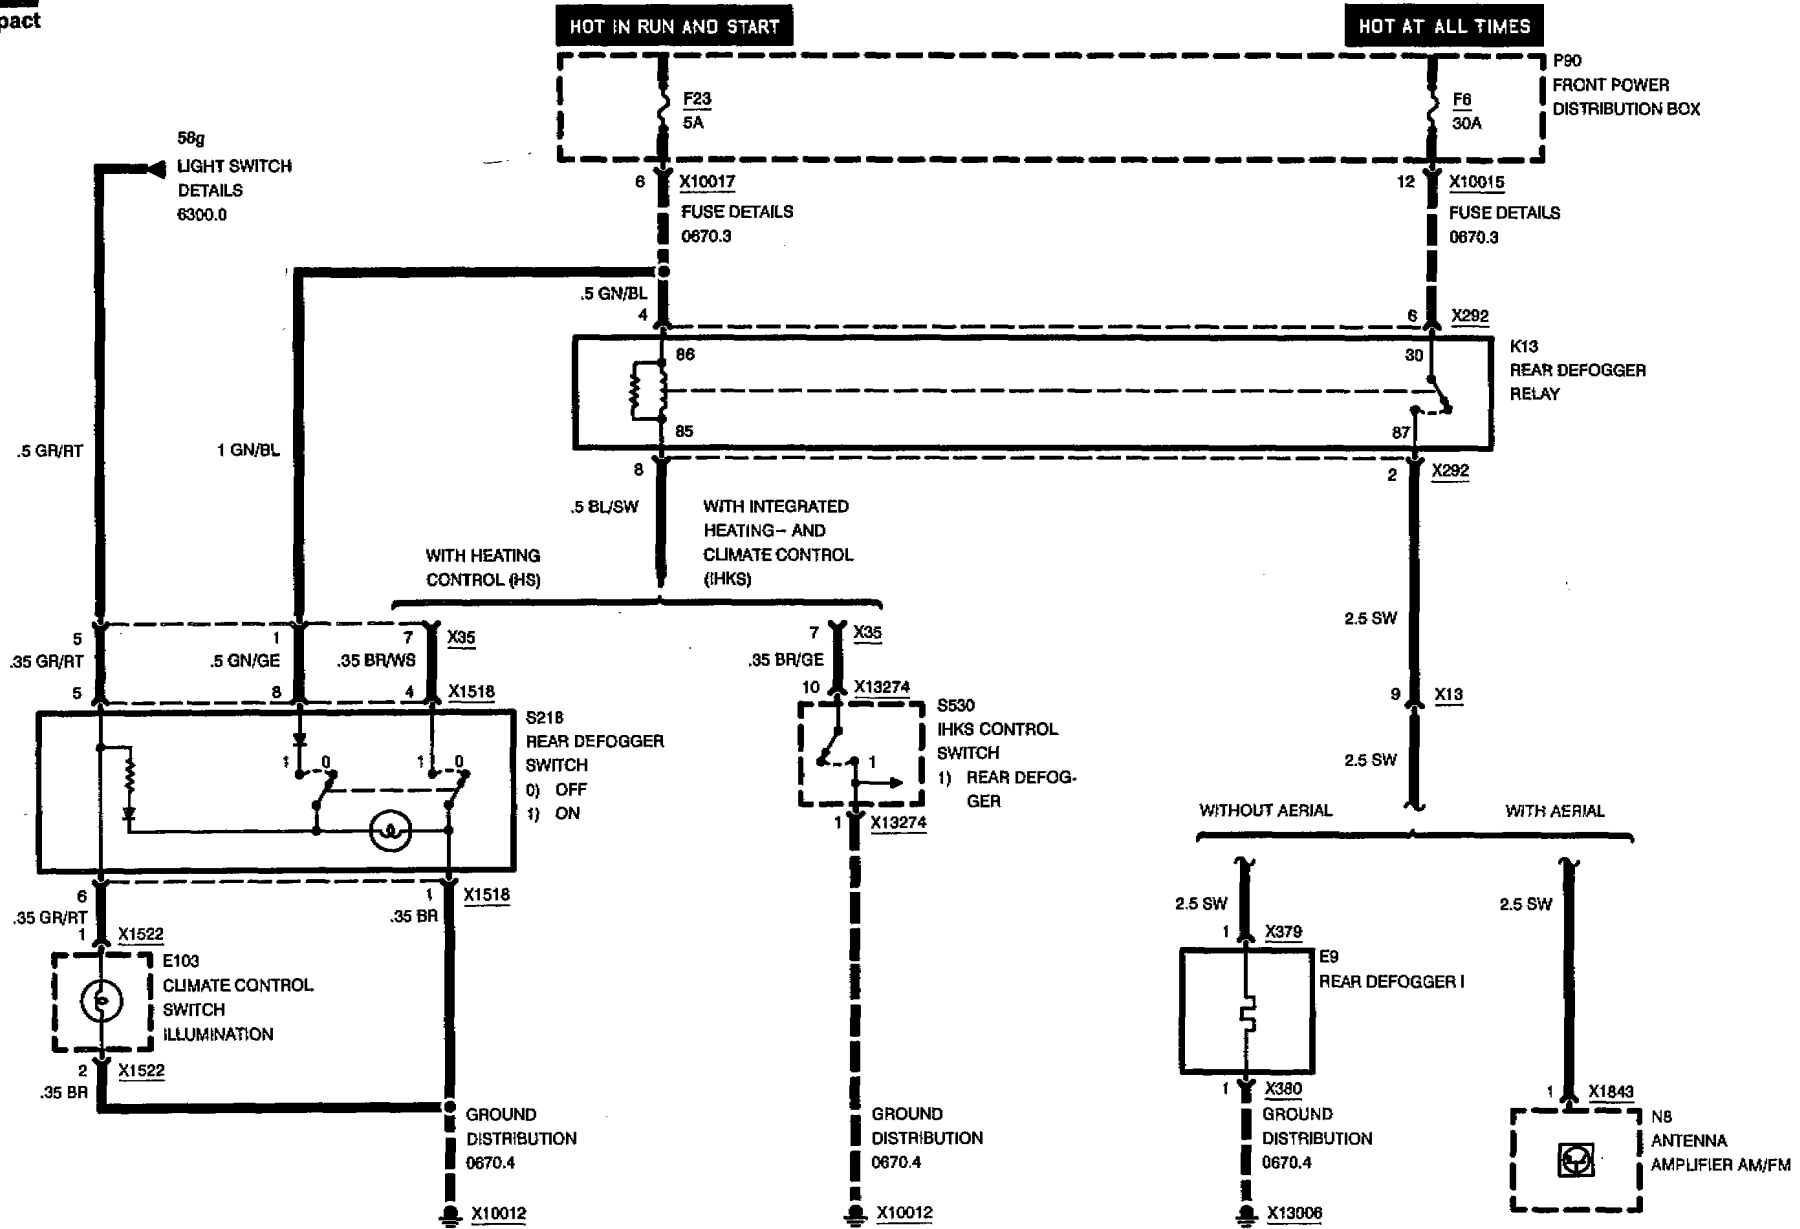 pact
HOT IN RUN AND START
HOT AT ALL TIMES
P90
FRONT POWER
DISTRIBUTION BOX
F23
5A
F6
30A
58g
LIGHT SWITCH
DETAILS
6300.0
6
X10017
FUSE DETAILS
0670.3
12
X10015
FUSE DETAILS
0670.3
.5 GN/BL
4
6
X292
K13
REAR DEFOGGER
RELAY
86
30
85
87
.5 GR/RT
1 GN/BL
8
2
X292
.5 BL/SW
WITH INTEGRATED
HEATING- AND
CLIMATE CONTROL
(IHKS)
WITH HEATING
CONTROL (HS)
2.5 SW
5
1
7
X35
.35 GR/RT
.5 GN/GE
.35 BR/WS
5
8
4
X1518
7
X35
.35 BR/GE
10
X13274
9
X13
S218
REAR DEFOGGER
SWITCH
0) OFF
1) ON
1
0
1
0
S530
IHKS CONTROL
SWITCH
1) REAR DEFOG-
GER
1
1
X13274
2.5 SW
WITHOUT AERIAL
WITH AERIAL
6
1
X1518
.35 GR/RT
.35 BR
1
X1522
E103
CLIMATE CONTROL
SWITCH
ILLUMINATION
2
X1522
.35 BR
2.5 SW
2.5 SW
1
X379
E9
REAR DEFOGGER I
1
X380
1
X1843
GROUND
DISTRIBUTION
0670.4
X10012
GROUND
DISTRIBUTION
0670.4
X10012
GROUND
DISTRIBUTION
0670.4
X13006
N8
ANTENNA
AMPLIFIER AM/FM